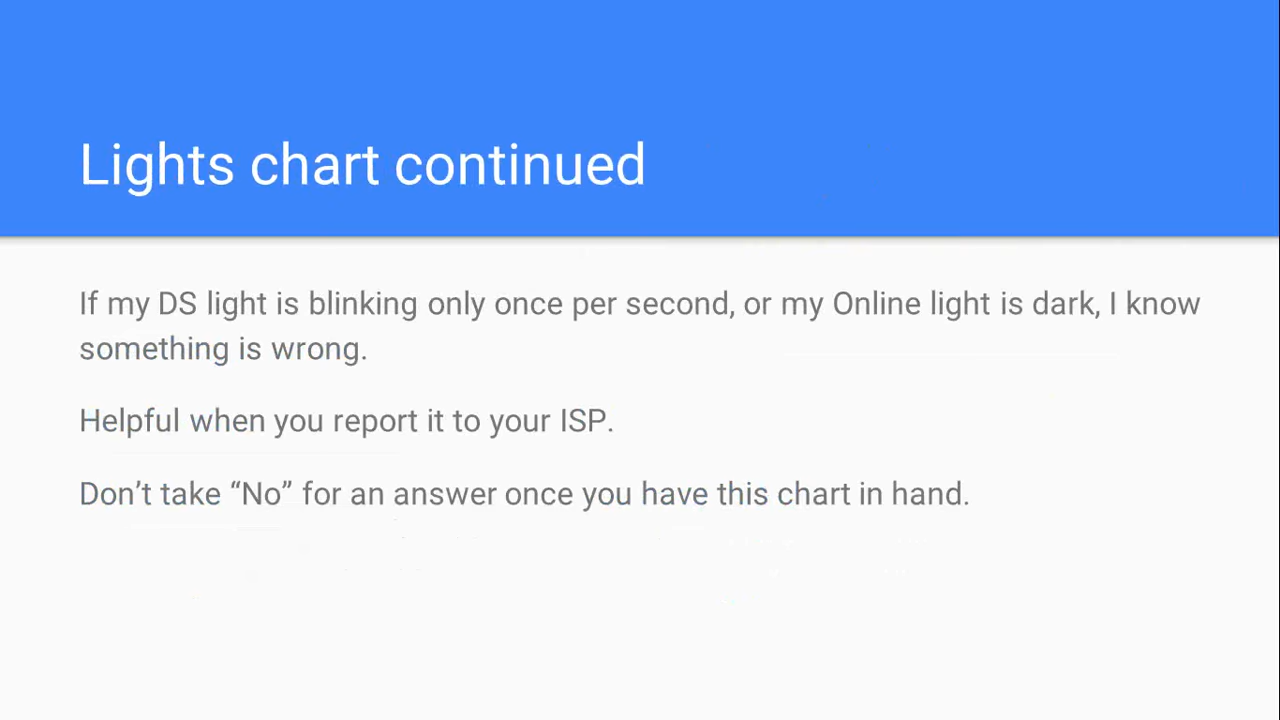 Lights chart continued
If my DS light is blinking only once per second, or my Online light is dark, I know
something is wrong.
Helpful when you report it to your ISP.
Don’t take “No” for an answer once you have this chart in hand.